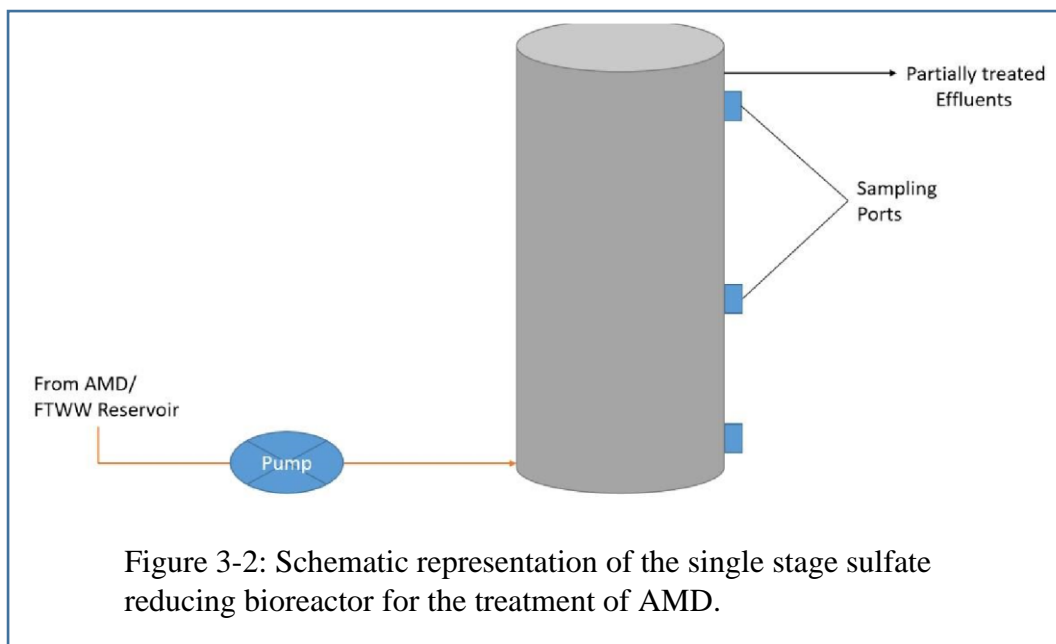 Partially treated
Effluents
Sampling
Ports
From AMD/
FTWW Reservoir
Pump
Figure 3-2: Schematic representation of the single stage sulfate
reducing bioreactor for the treatment of AMD.